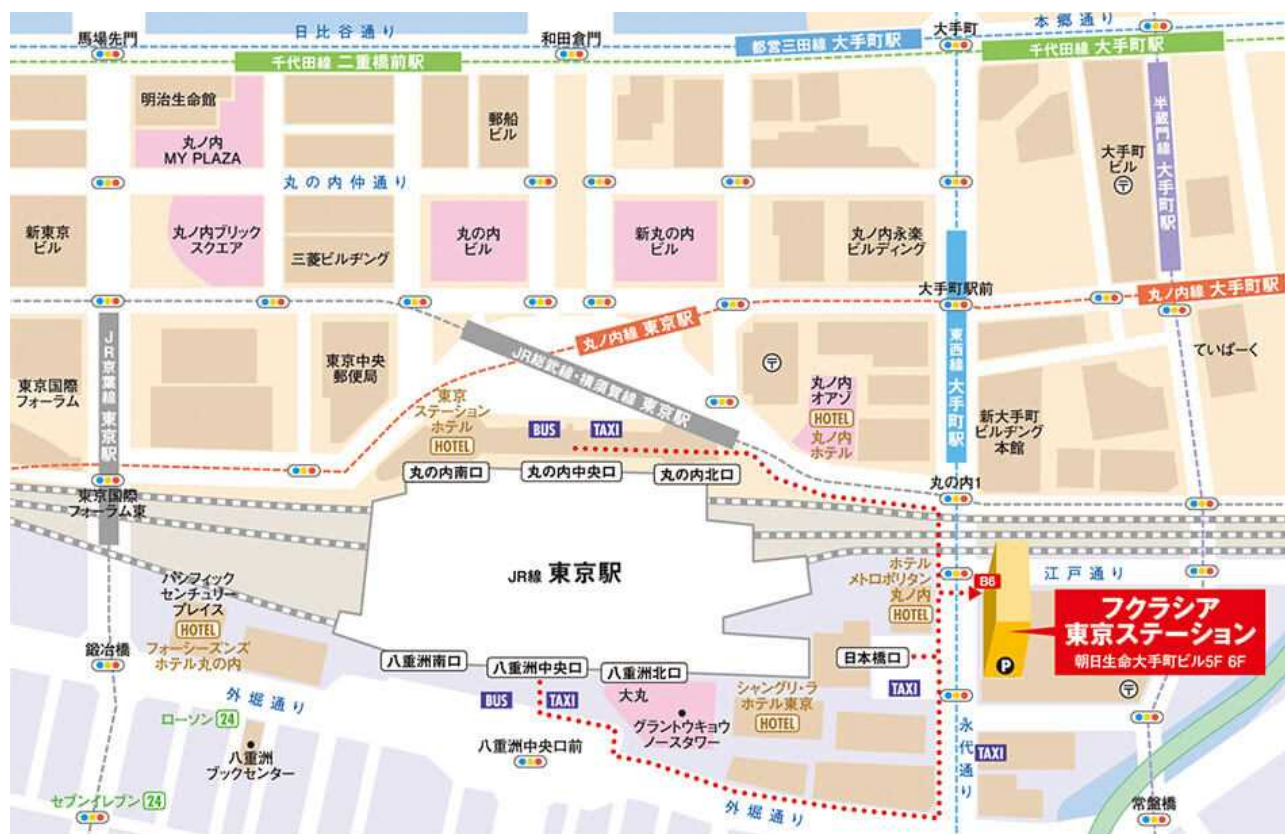 日比谷通り
本郷通り
馬場先門
和田倉門
大手町
都営三田線 大手町駅
千代田線 二重橋前駅
千代田線 大手町駅
明治生命館
丸ノ内
MY PLAZA
郵船
ビル
大手町
ビル
〒
半蔵門線 大手町駅
丸の内仲通り
新東京
ビル
丸ノ内ブリック
スクエア
三菱ビルヂング
丸の内
ビル
新丸の内
ビル
丸ノ内永楽
ビルディング
大手町駅前
丸ノ内線 大手町駅
丸ノ内線 東京駅
JR総武線・横須賀線 東京駅
JR京葉線 東京駅
東西線 大手町駅
ていぱーく
東京国際
フォーラム
東京中央
郵便局
〒
丸ノ内
オアゾ
HOTEL
丸ノ内
ホテル
新大手町
ビルヂング
本館
東京
ステーション
ホテル
HOTEL
BUS
TAXI
丸の内南口
丸の内中央口
丸の内北口
丸の内1
東京国際
フォーラム東
JR線 東京駅
ホテル
メトロポリタン
丸ノ内
HOTEL
B6
江戸通り
フクラシア
東京ステーション
朝日生命大手町ビル5F 6F
P
〒
パシフィック
センチュリー
プレイス
HOTEL
フォーシーズンズ
ホテル丸の内
鍛冶橋
八重洲南口
八重洲中央口
八重洲北口
日本橋口
TAXI
BUS
TAXI
大丸
グラントウキョウ
ノースタワー
シャングリ・ラ
ホテル東京
HOTEL
外堀通り
ローソン 24
八重洲
ブックセンター
八重洲中央口前
永代通り
TAXI
セブンイレブン 24
外堀通り
常盤橋